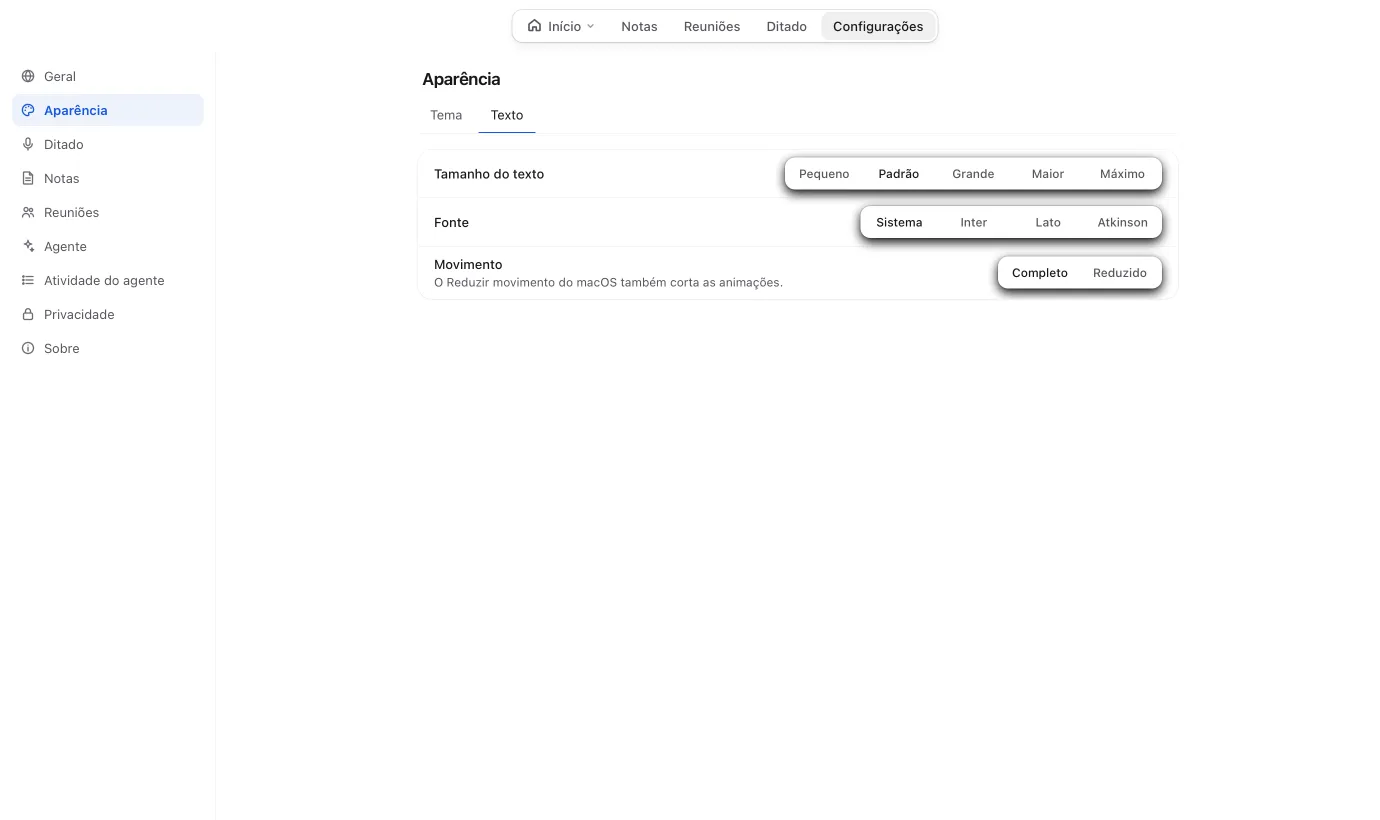 Início Notas Reuniões Ditado Configurações
Geral
Aparência
Ditado
Notas
Reuniões
Agente
Atividade do agente
Privacidade
Sobre
Aparência
Tema Texto
Tamanho do texto Pequeno Padrão Grande Maior Máximo
Fonte Sistema Inter Lato Atkinson
Movimento Completo Reduzido
O Reduzir movimento do macOS também corta as animações.